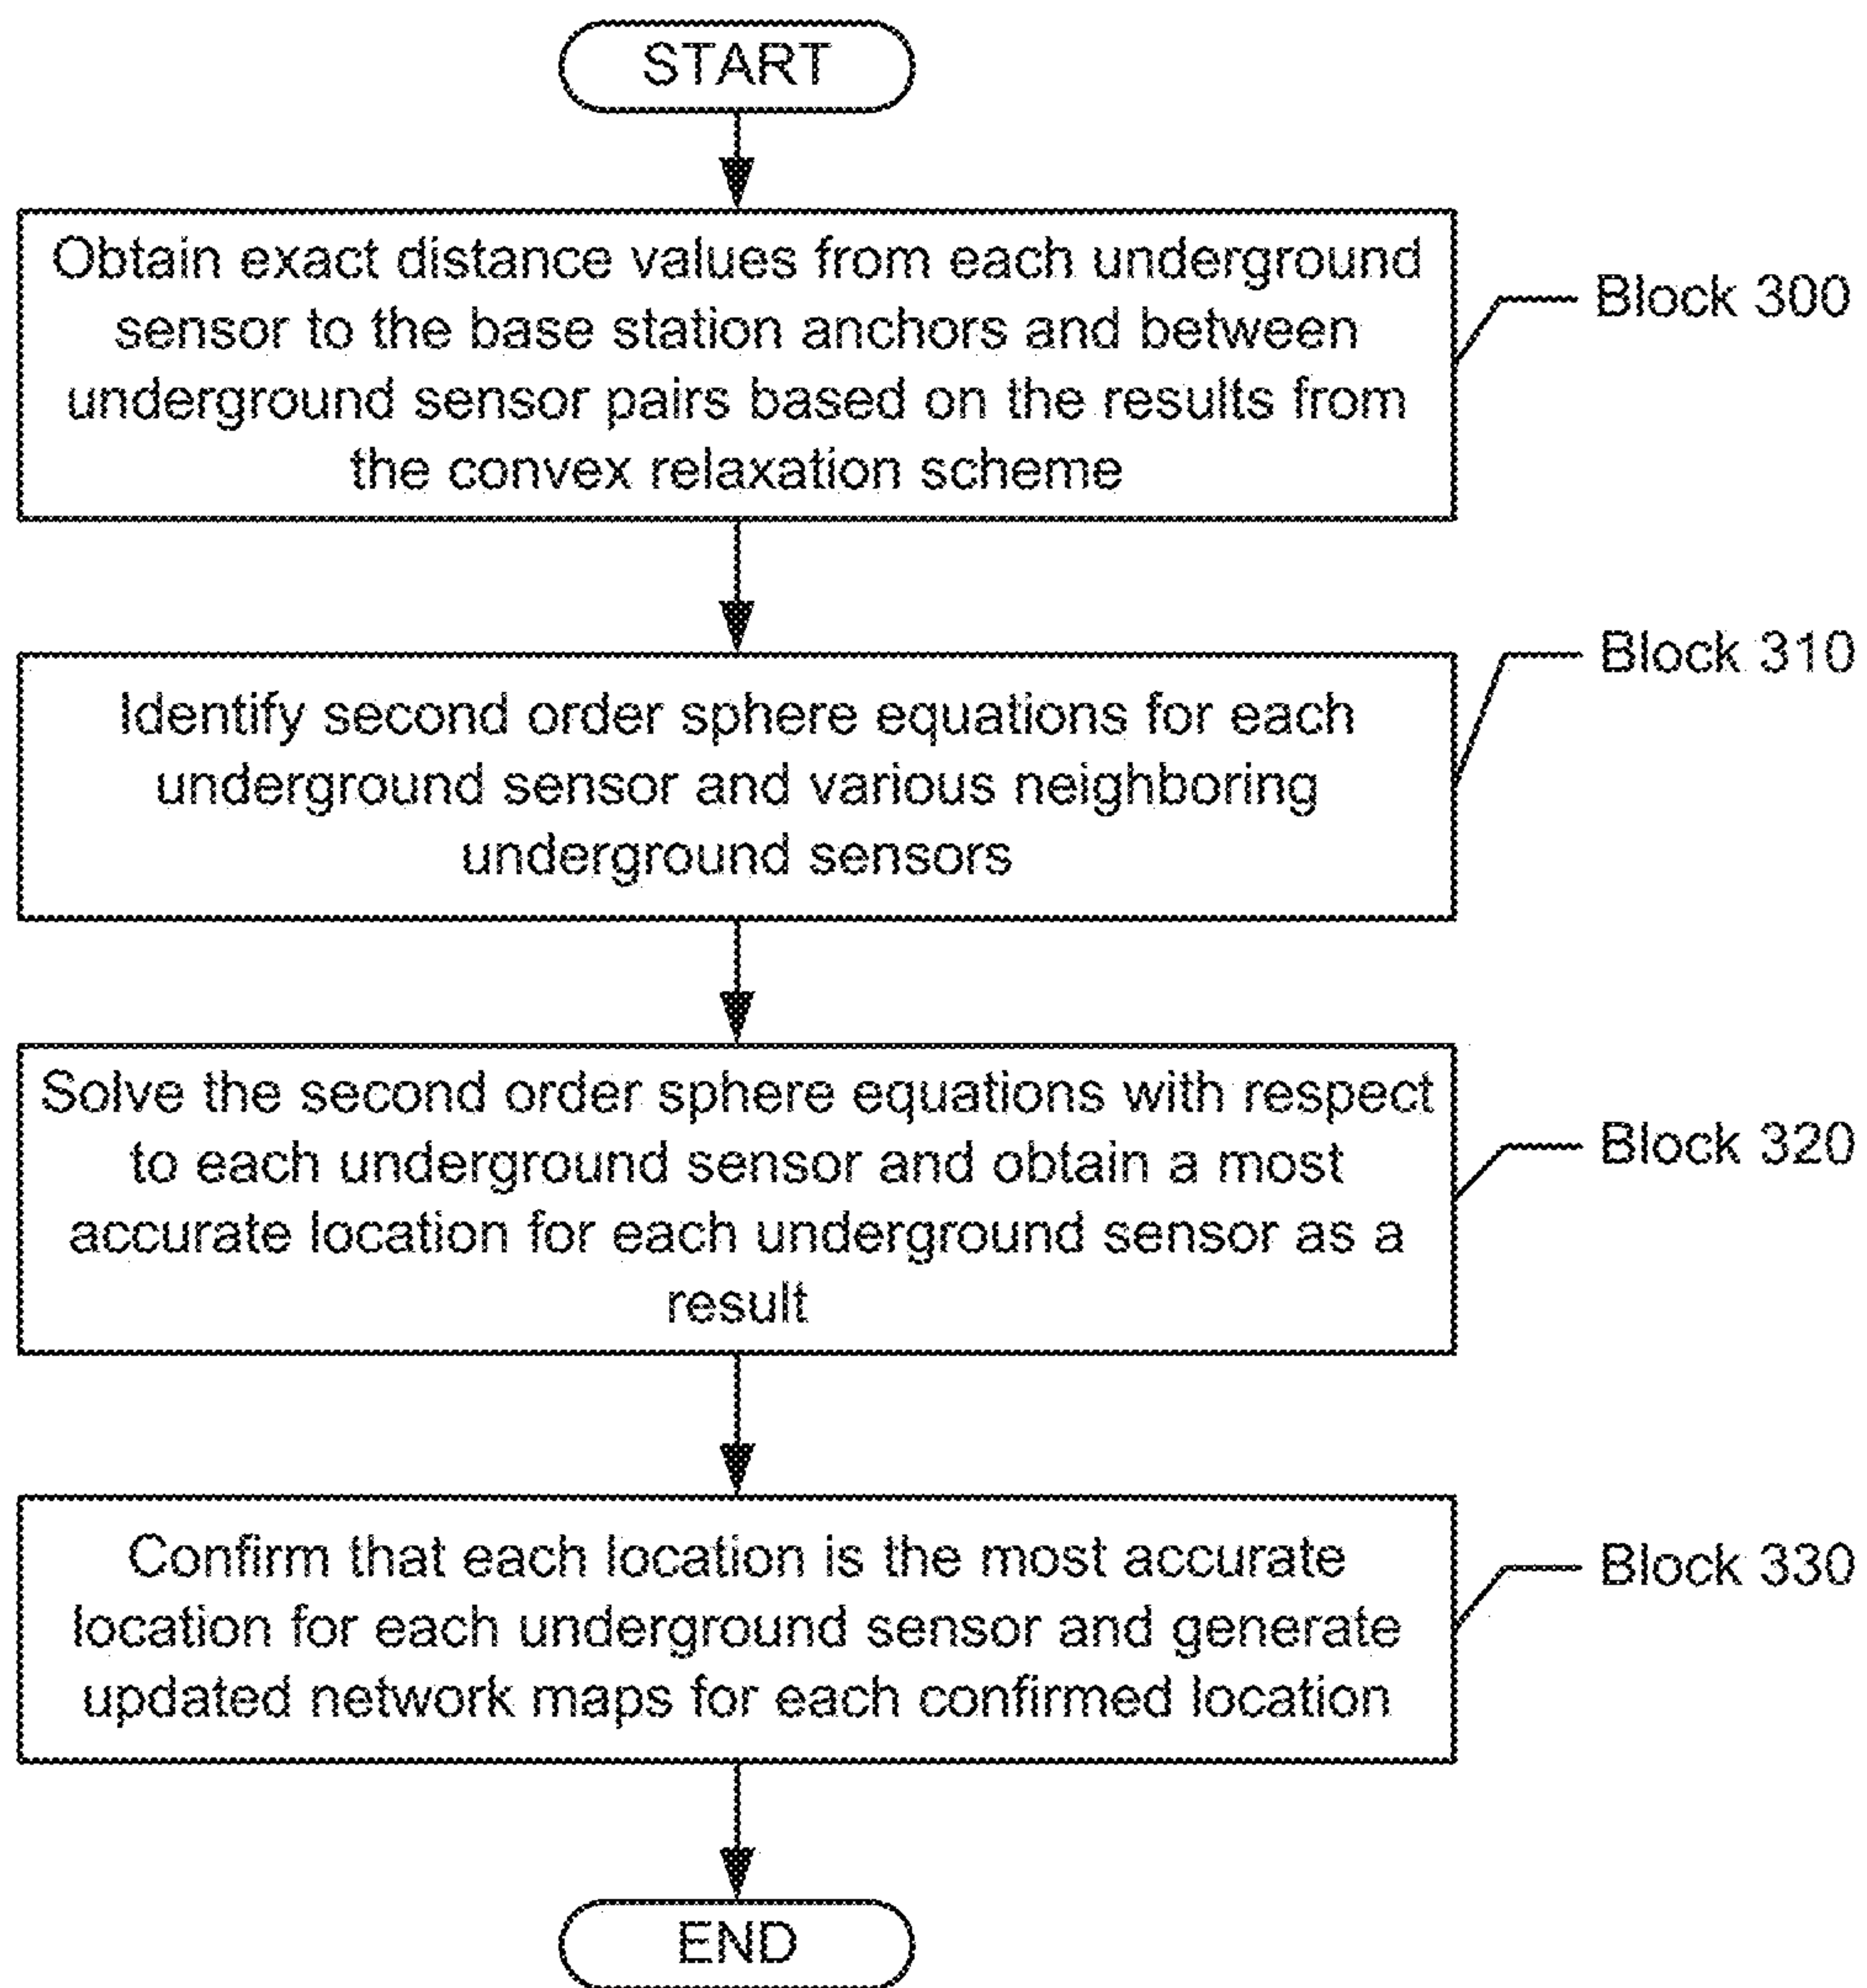 START
Obtain exact distance values from each underground
sensor to the base station anchors and between
underground sensor pairs based on the results from
the convex relaxation scheme
Block 300
Identify second order sphere equations for each
underground sensor and various neighboring
underground sensors
Block 310
Solve the second order sphere equations with respect
to each underground sensor and obtain a most
accurate location for each underground sensor as a
result
Block 320
Confirm that each location is the most accurate
location for each underground sensor and generate
updated network maps for each confirmed location
Block 330
END